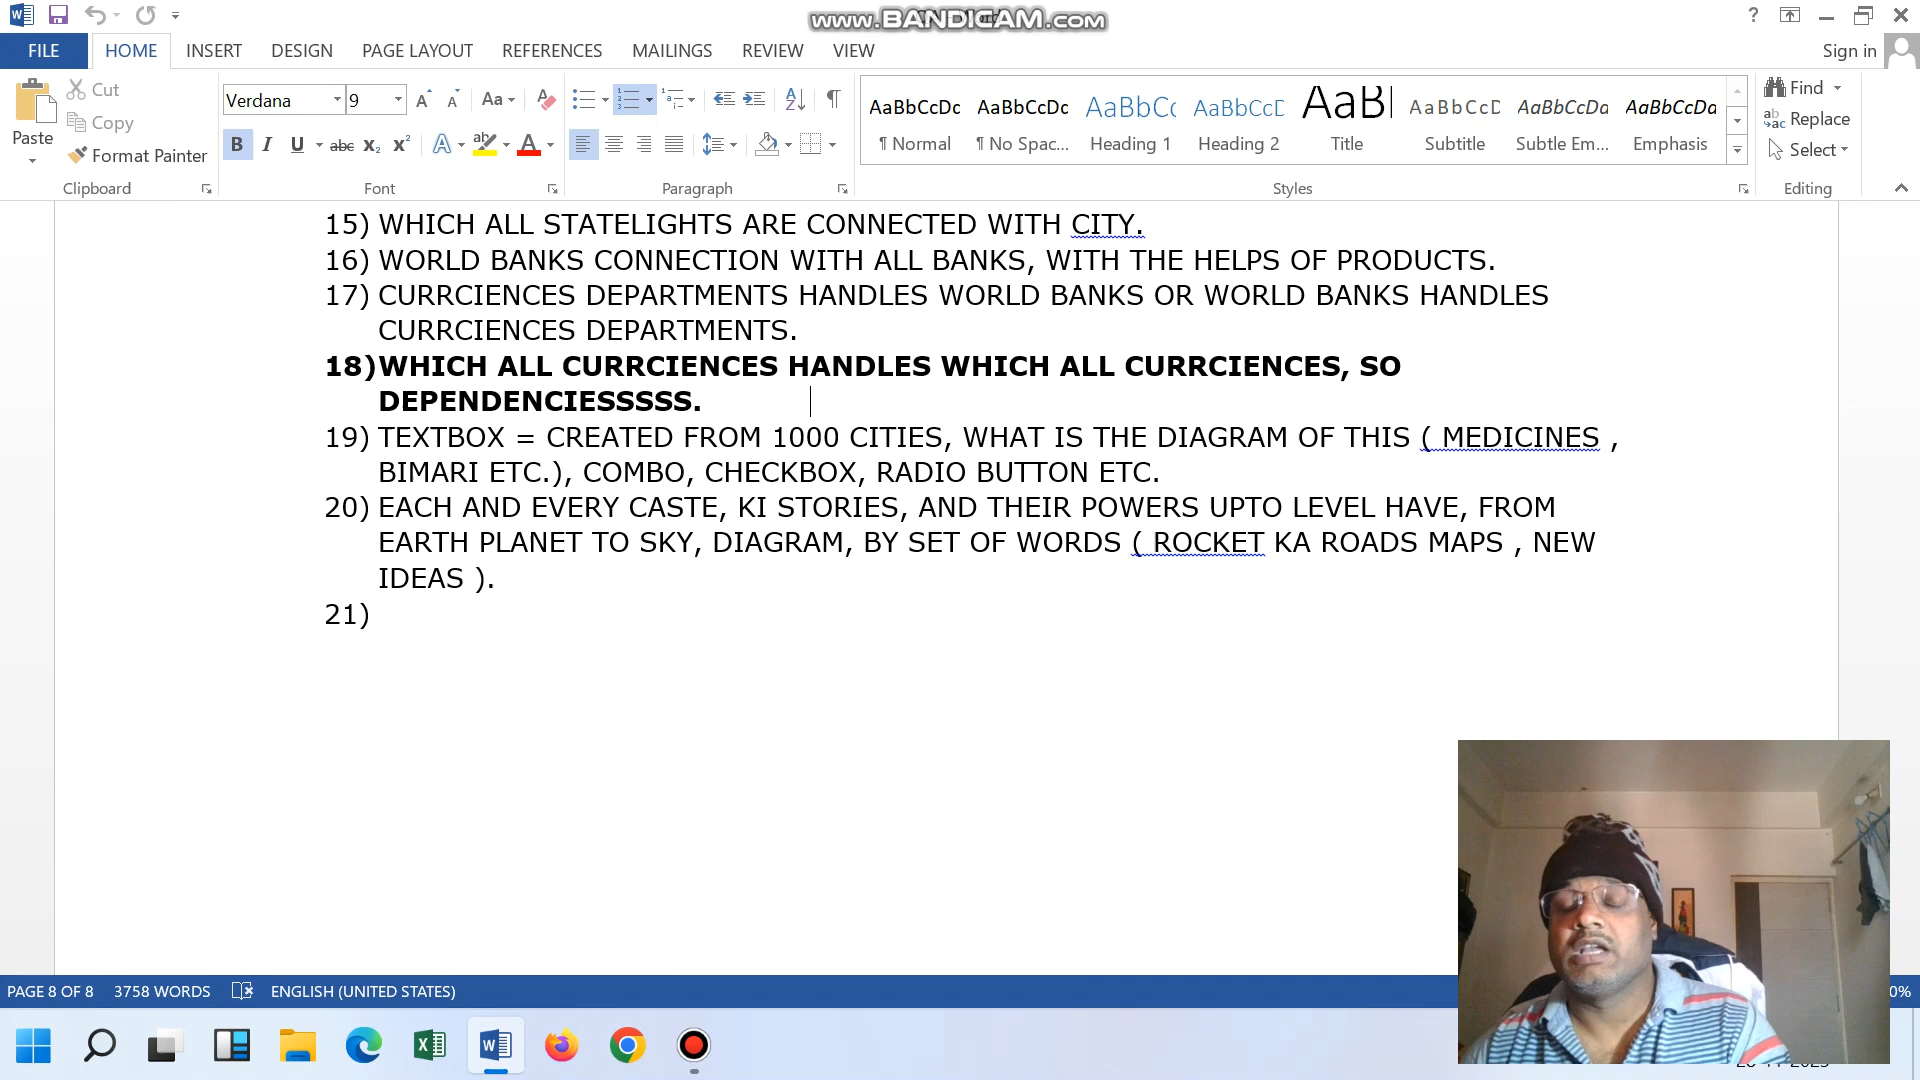 www.BANDICAM.com
FILE HOME INSERT DESIGN PAGE LAYOUT REFERENCES MAILINGS REVIEW VIEW Sign in
Paste Cut Copy Format Painter
Verdana 9
AaBbCcDc AaBbCcDc AaBbC( AaBbCcD AaB AaBbCcD AaBbCcDa AaBbCcDa
¶ Normal ¶ No Spac... Heading 1 Heading 2 Title Subtitle Subtle Em... Emphasis
Find Replace Select
Clipboard Font Paragraph Styles Editing
15) WHICH ALL STATELIGHTS ARE CONNECTED WITH CITY.
16) WORLD BANKS CONNECTION WITH ALL BANKS, WITH THE HELPS OF PRODUCTS.
17) CURRCIENCES DEPARTMENTS HANDLES WORLD BANKS OR WORLD BANKS HANDLES
CURRCIENCES DEPARTMENTS.
18) WHICH ALL CURRCIENCES HANDLES WHICH ALL CURRCIENCES, SO
DEPENDENCIESSSSS.
19) TEXTBOX = CREATED FROM 1000 CITIES, WHAT IS THE DIAGRAM OF THIS ( MEDICINES ,
BIMARI ETC.), COMBO, CHECKBOX, RADIO BUTTON ETC.
20) EACH AND EVERY CASTE, KI STORIES, AND THEIR POWERS UPTO LEVEL HAVE, FROM
EARTH PLANET TO SKY, DIAGRAM, BY SET OF WORDS ( ROCKET KA ROADS MAPS , NEW
IDEAS ).
21)
PAGE 8 OF 8 3758 WORDS ENGLISH (UNITED STATES)